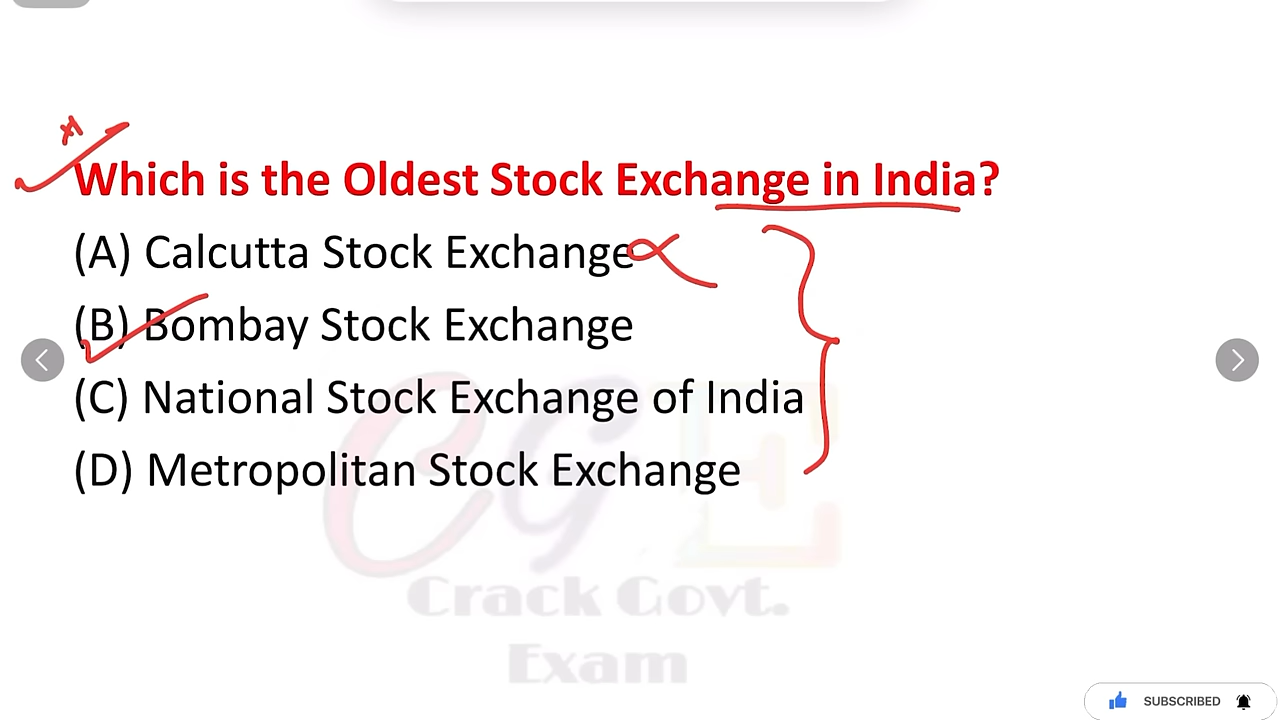 Which is the Oldest Stock Exchange in India?
(A) Calcutta Stock Exchange
(B) Bombay Stock Exchange
(C) National Stock Exchange of India
(D) Metropolitan Stock Exchange
CGE
Crack Govt.
Exam
SUBSCRIBED